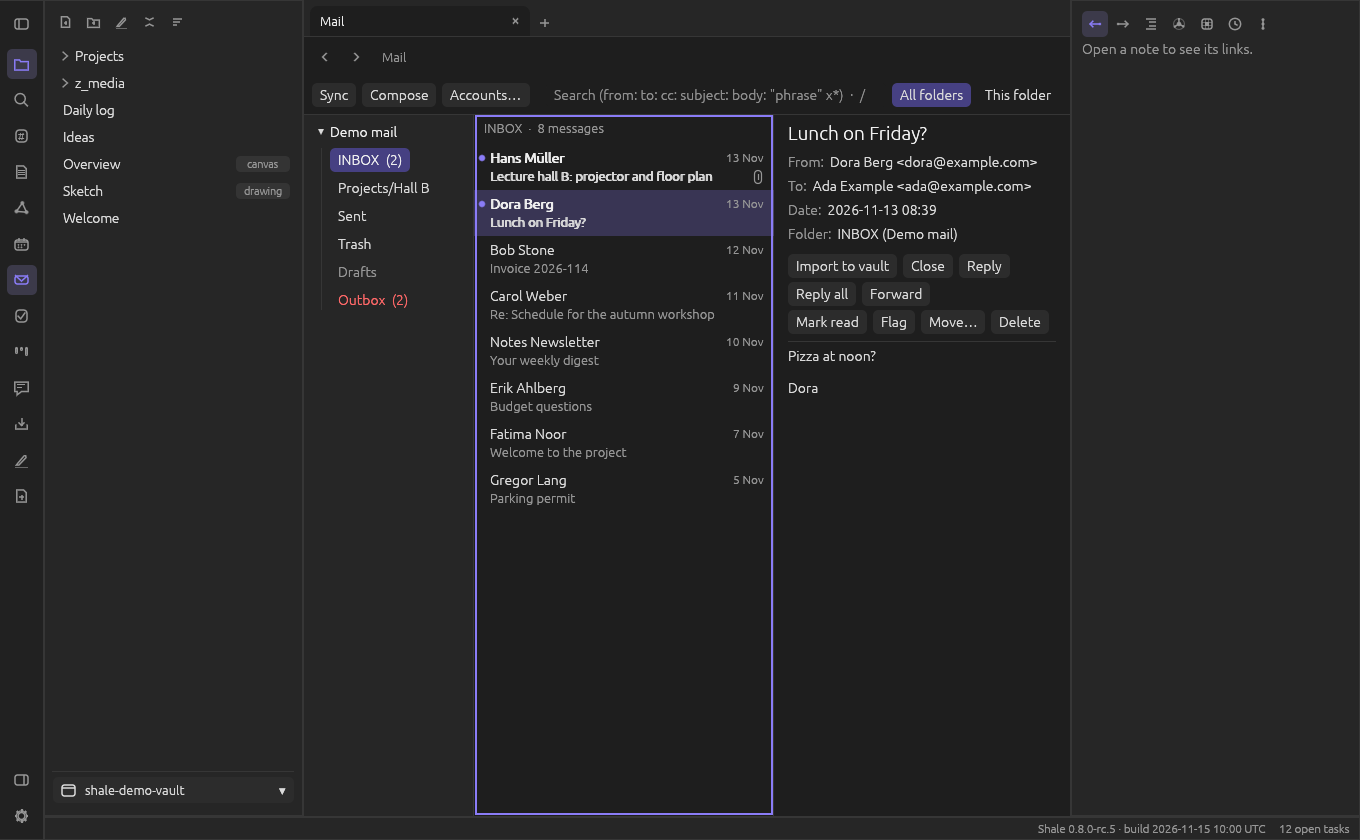 Projects
z_media
Daily log
Ideas
Overview canvas
Sketch drawing
Welcome
shale-demo-vault
Mail
Mail
Sync Compose Accounts… Search (from: to: cc: subject: body: "phrase" x*) · / All folders This folder
Demo mail
INBOX (2)
Projects/Hall B
Sent
Trash
Drafts
Outbox (2)
INBOX · 8 messages
Hans Müller 13 Nov
Lecture hall B: projector and floor plan
Dora Berg 13 Nov
Lunch on Friday?
Bob Stone 12 Nov
Invoice 2026-114
Carol Weber 11 Nov
Re: Schedule for the autumn workshop
Notes Newsletter 10 Nov
Your weekly digest
Erik Ahlberg 9 Nov
Budget questions
Fatima Noor 7 Nov
Welcome to the project
Gregor Lang 5 Nov
Parking permit
Lunch on Friday?
From: Dora Berg <dora@example.com>
To: Ada Example <ada@example.com>
Date: 2026-11-13 08:39
Folder: INBOX (Demo mail)
Import to vault Close Reply
Reply all Forward
Mark read Flag Move… Delete
Pizza at noon?
Dora
Open a note to see its links.
Shale 0.8.0-rc.5 · build 2026-11-15 10:00 UTC 12 open tasks